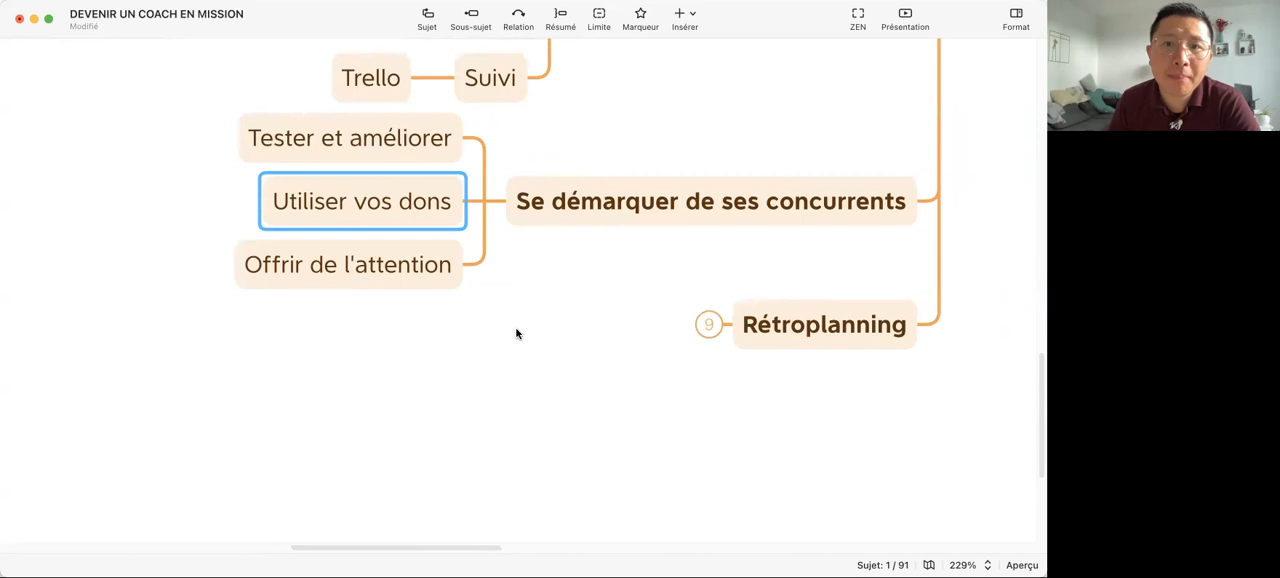 DEVENIR UN COACH EN MISSION
Modifié
Sujet
Sous-sujet
Relation
Résumé
Limite
Marqueur
Insérer
ZEN
Présentation
Format
Trello
Suivi
Tester et améliorer
Utiliser vos dons
Se démarquer de ses concurrents
Offrir de l'attention
9
Rétroplanning
Sujet: 1 / 91
229%
Aperçu